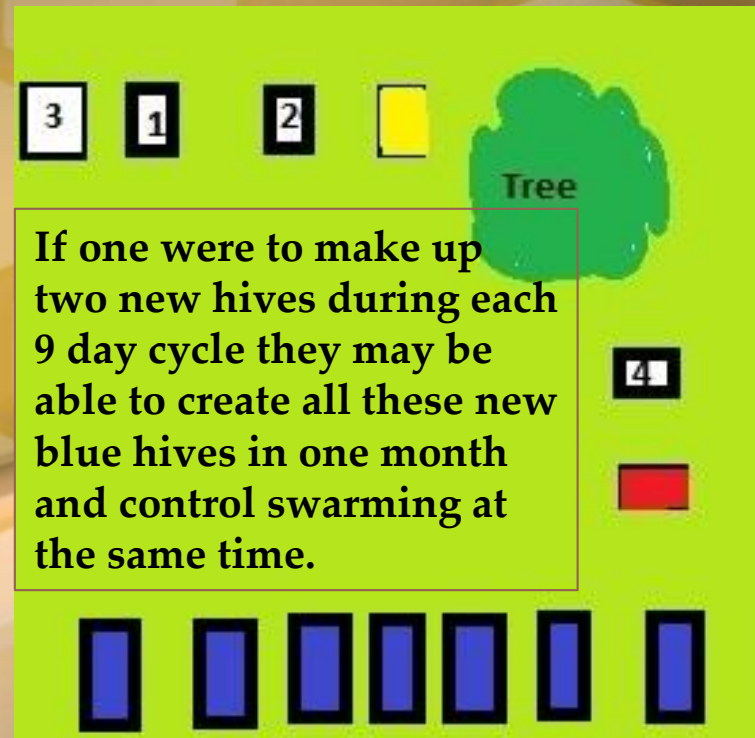 3 1 2
Tree
If one were to make up
two new hives during each
9 day cycle they may be
able to create all these new
blue hives in one month
and control swarming at
the same time.
4